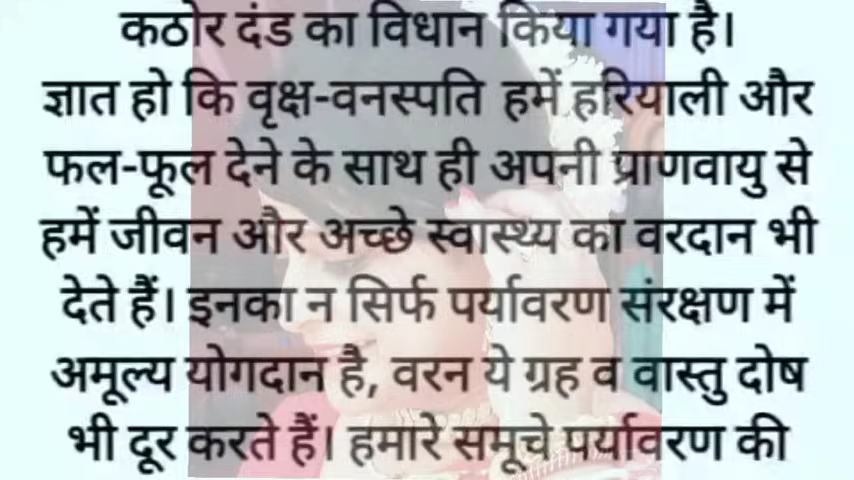 कठोर दंड का विधान किया गया है।
ज्ञात हो कि वृक्ष-वनस्पति हमें हरियाली और
फल-फूल देने के साथ ही अपनी प्राणवायु से
हमें जीवन और अच्छे स्वास्थ्य का वरदान भी
देते हैं। इनका न सिर्फ पर्यावरण संरक्षण में
अमूल्य योगदान है, वरन ये ग्रह व वास्तु दोष
भी दूर करते हैं। हमारे समूचे पर्यावरण की